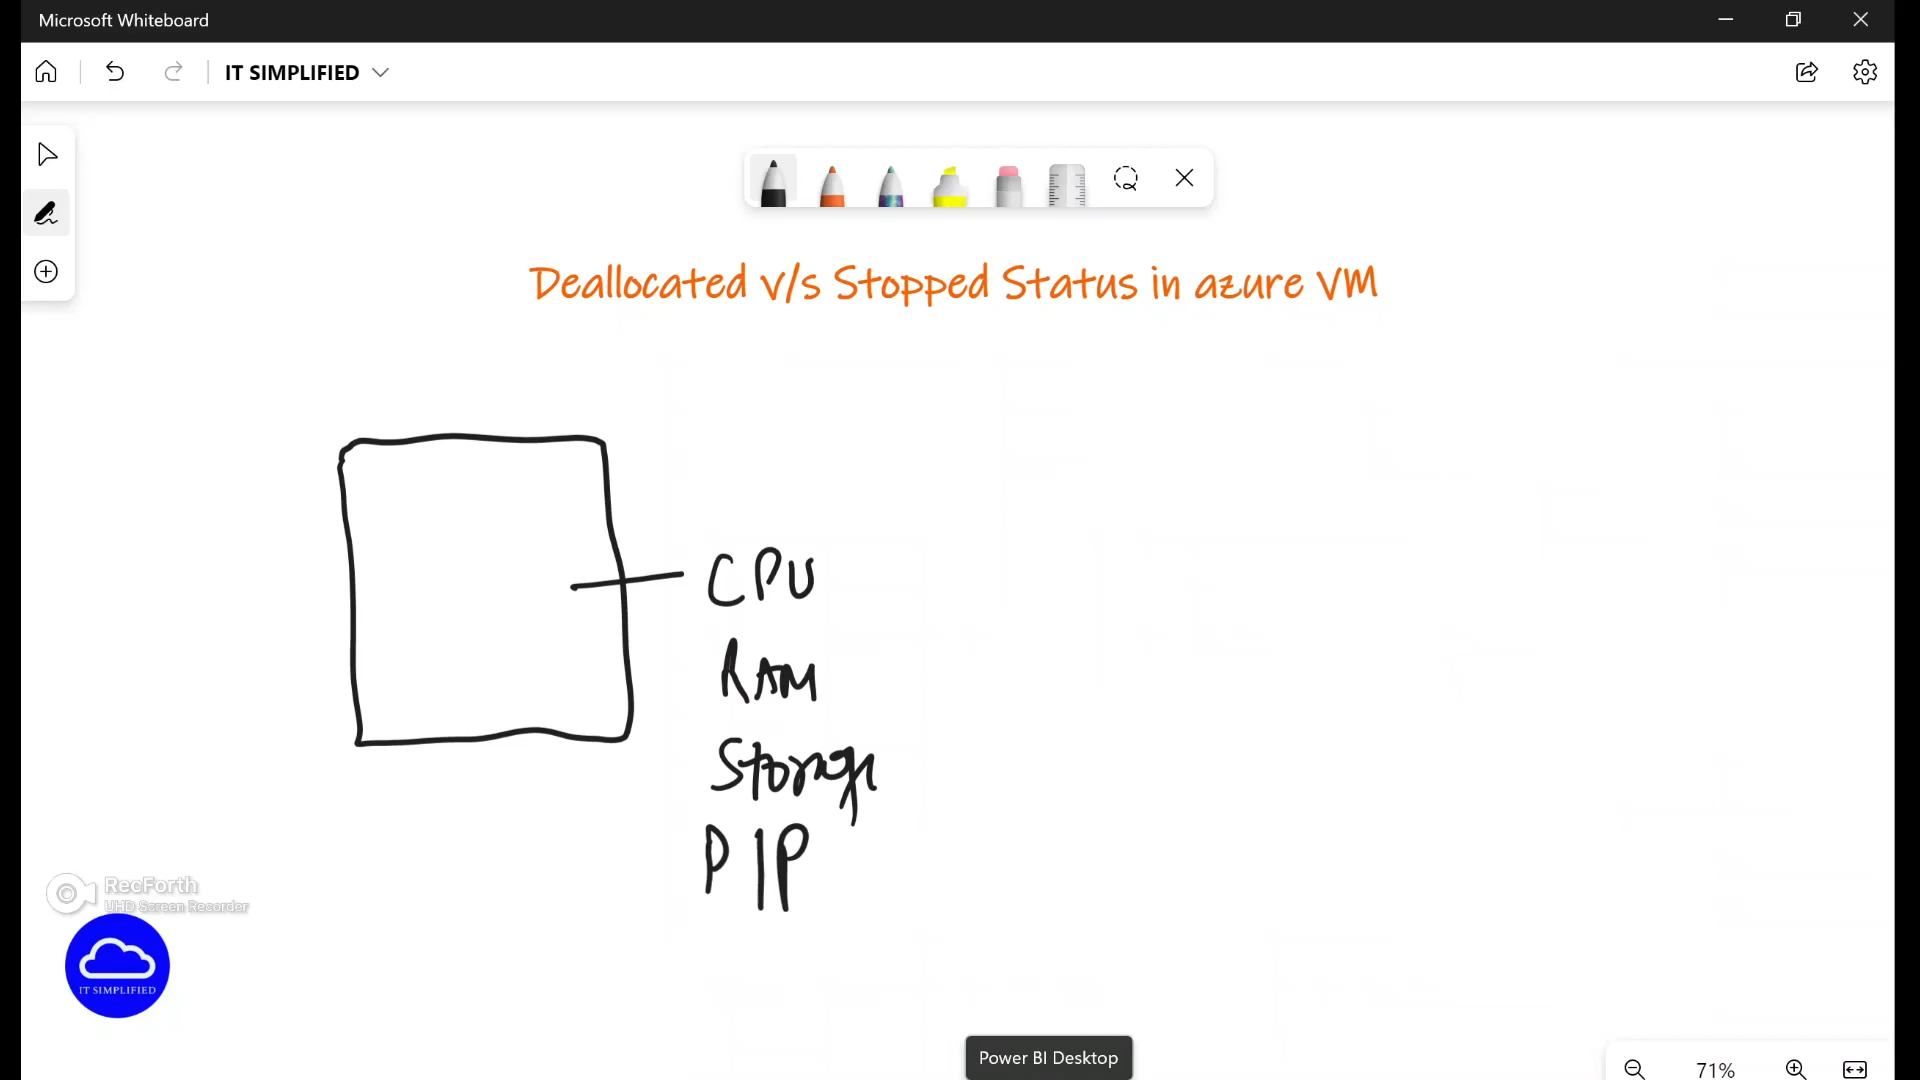 Microsoft Whiteboard
IT SIMPLIFIED
Deallocated v/s Stopped Status in azure VM
CPU
RAM
Storage
PIP
RecForth
UHD Screen Recorder
IT SIMPLIFIED
Power BI Desktop
71%